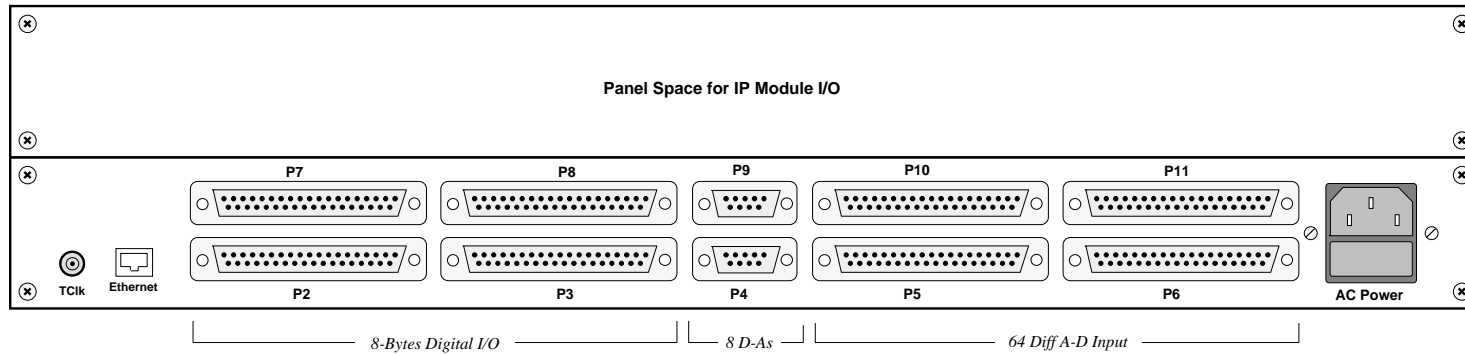 Panel Space for IP Module I/O
P7 P8 P9 P10 P11
TClk Ethernet
P2 P3 P4 P5 P6 AC Power
8-Bytes Digital I/O 8 D-As 64 Diff A-D Input